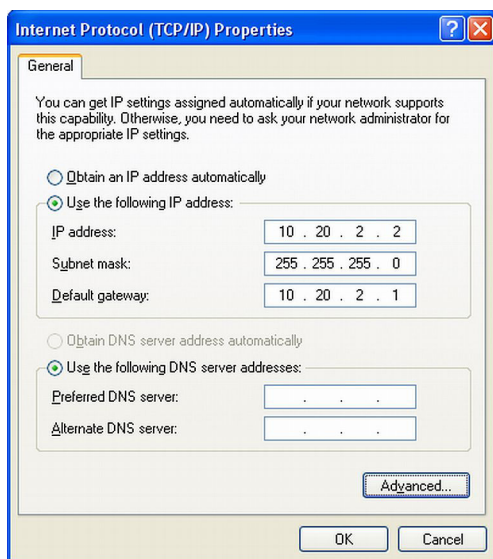 Internet Protocol (TCP/IP) Properties
General
You can get IP settings assigned automatically if your network supports
this capability. Otherwise, you need to ask your network administrator for
the appropriate IP settings.
Obtain an IP address automatically
Use the following IP address:
IP address: 10 . 20 . 2 . 2
Subnet mask: 255 . 255 . 255 . 0
Default gateway: 10 . 20 . 2 . 1
Obtain DNS server address automatically
Use the following DNS server addresses:
Preferred DNS server: . . .
Alternate DNS server: . . .
Advanced...
OK Cancel